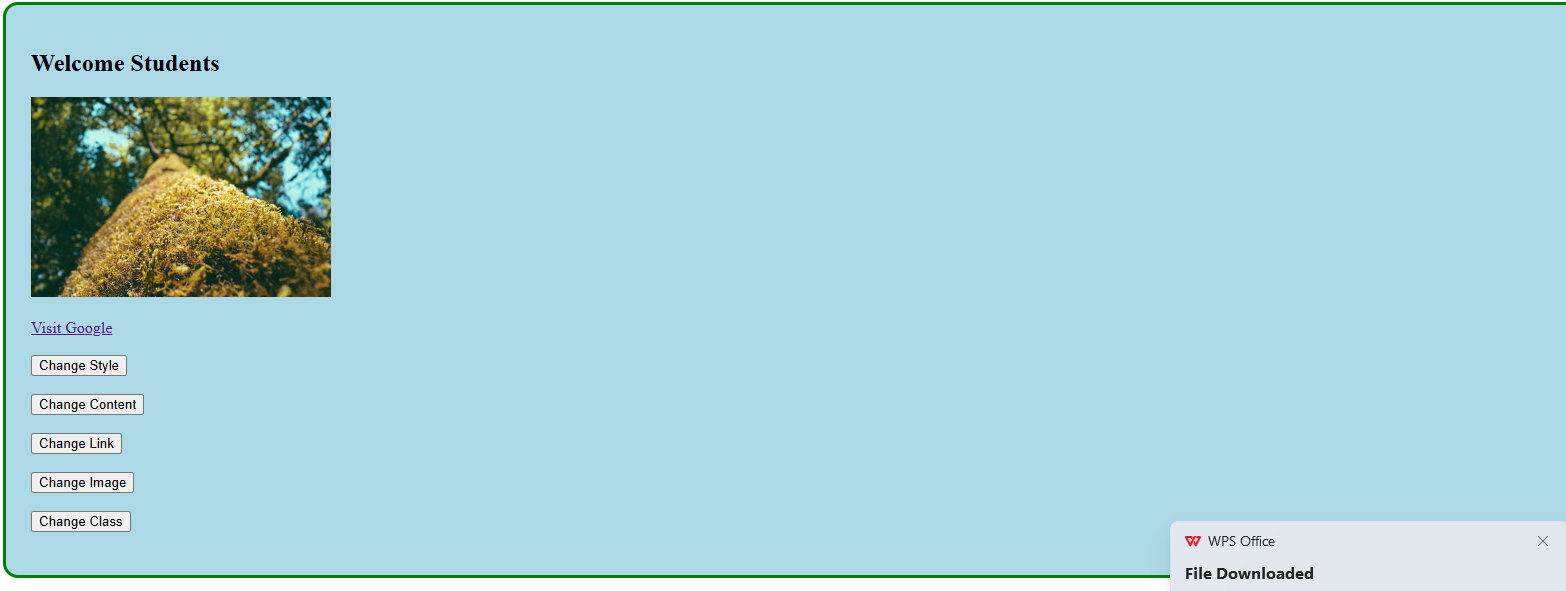 Welcome Students
Visit Google
Change Style
Change Content
Change Link
Change Image
Change Class
WPS Office
File Downloaded